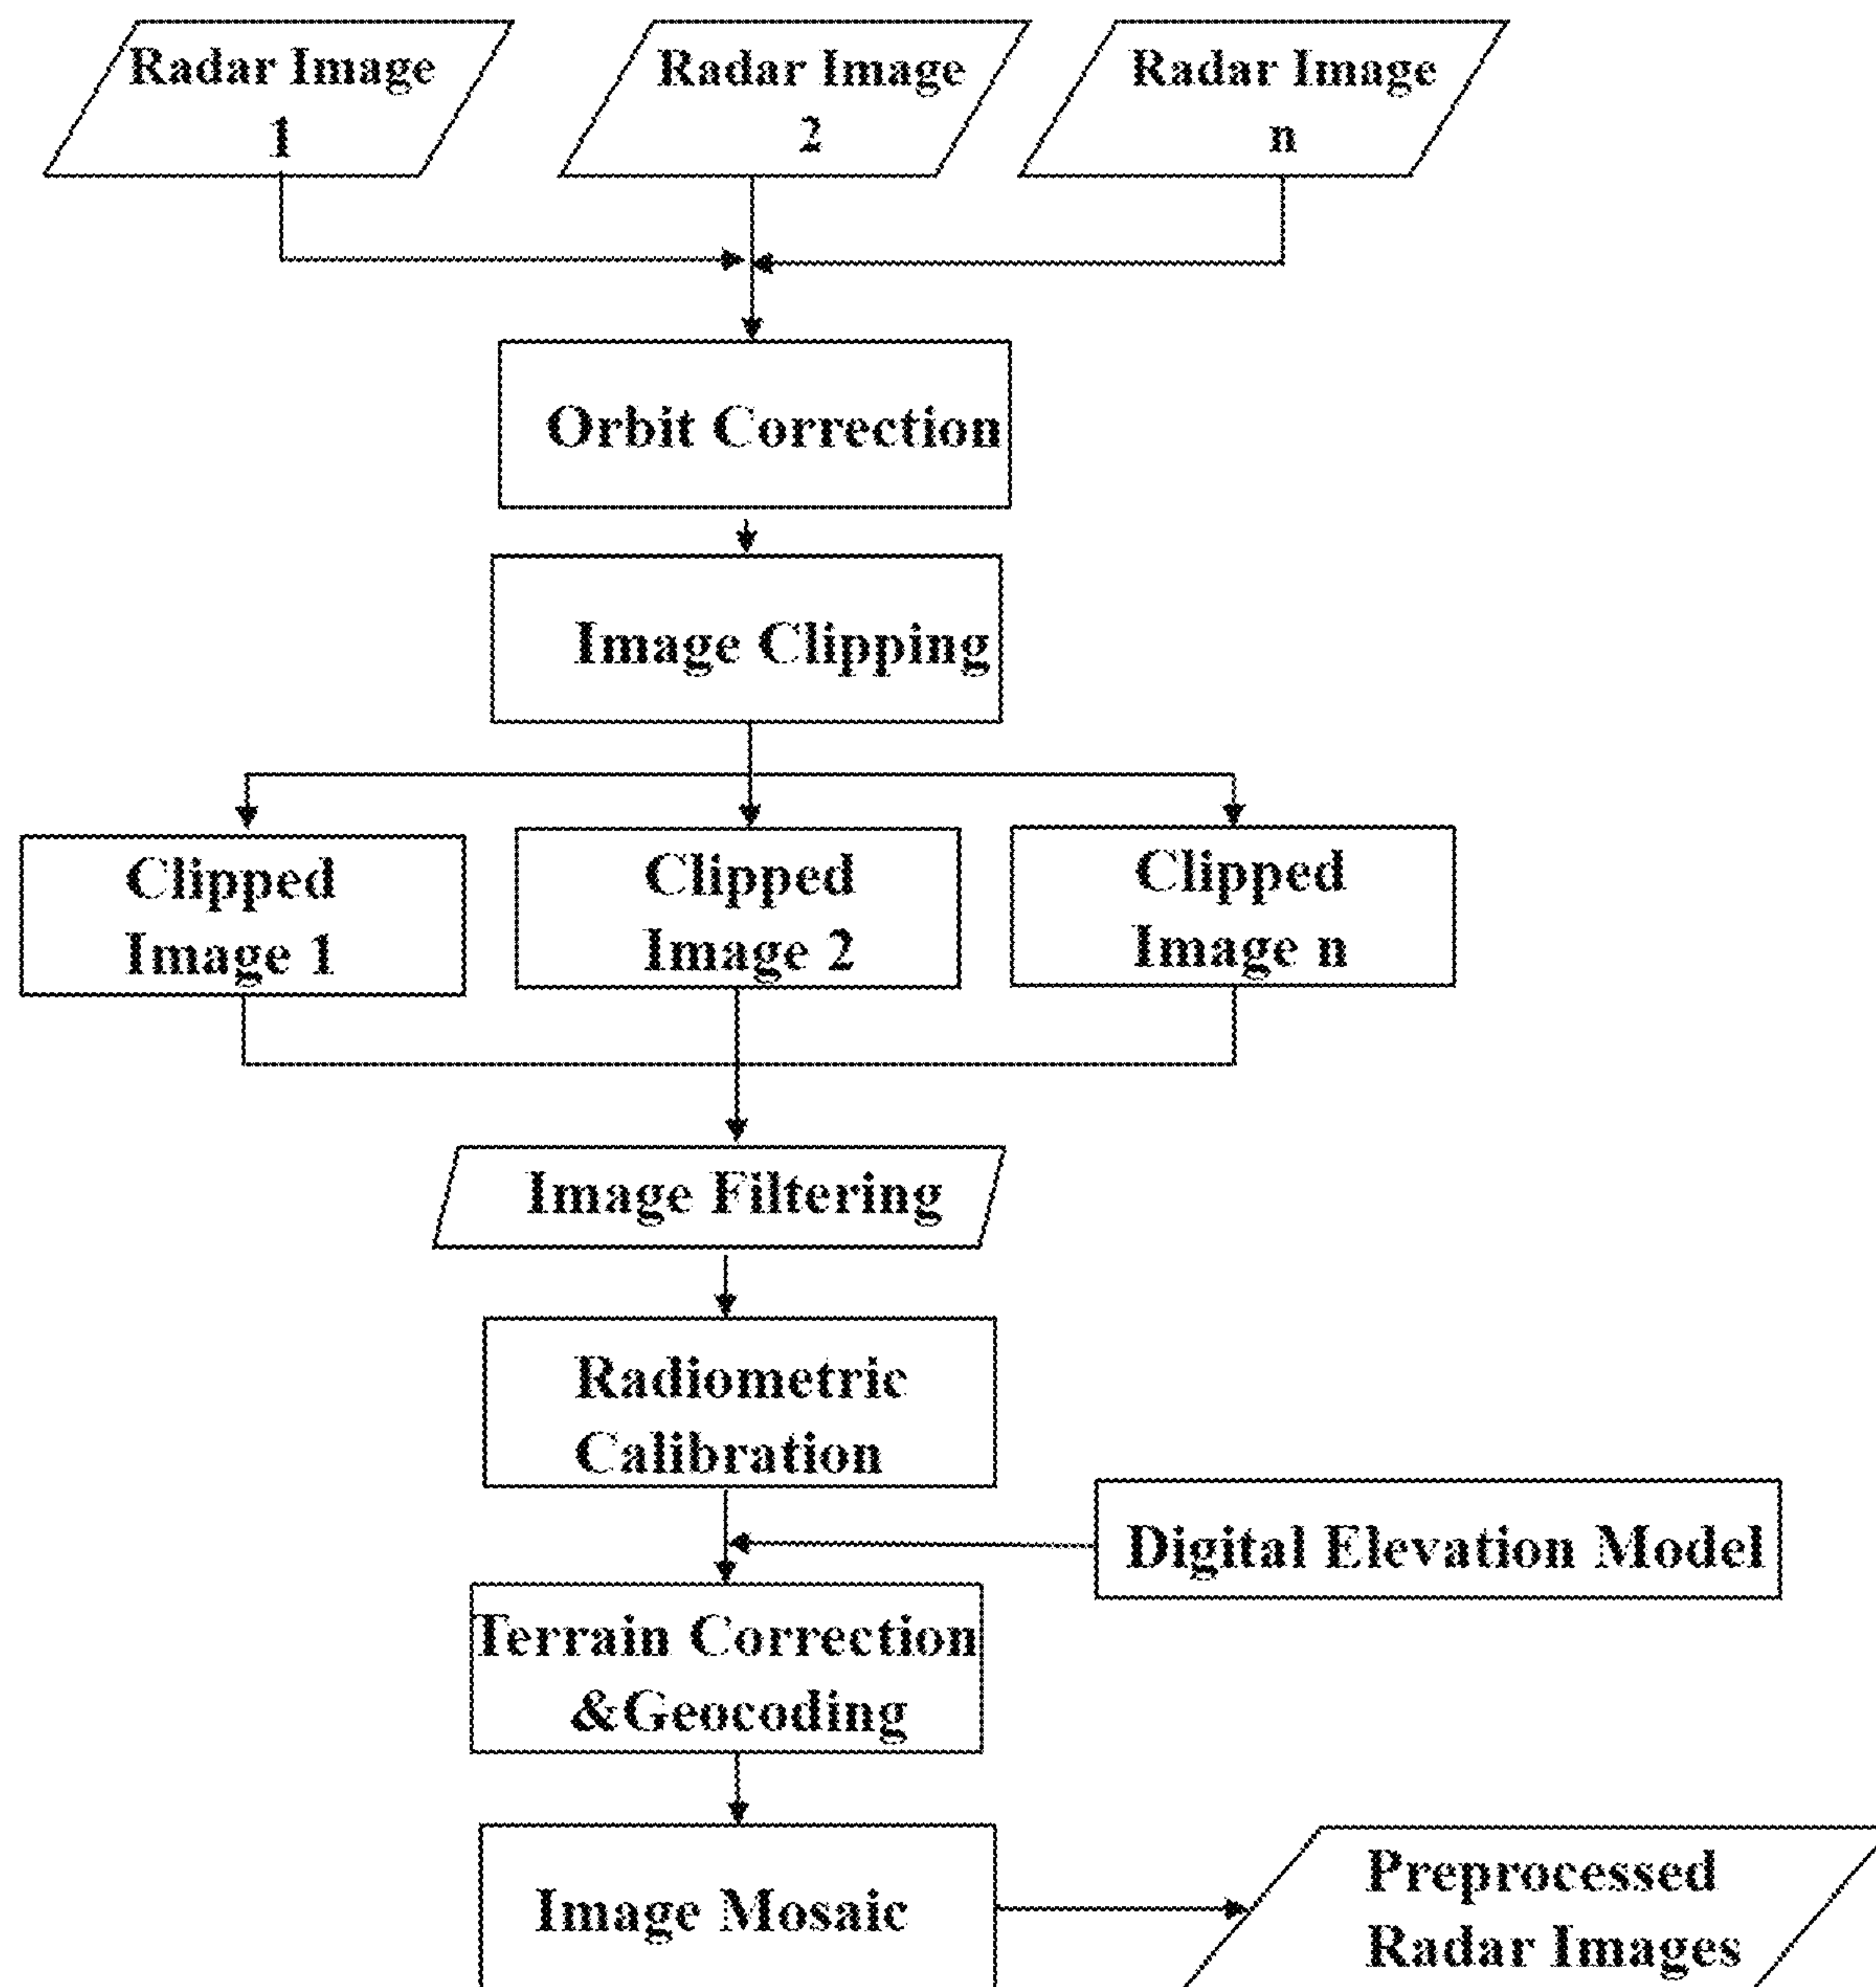 Radar Image
1
Radar Image
2
Radar Image
n
Orbit Correction
Image Clipping
Clipped
Image 1
Clipped
Image 2
Clipped
Image n
Image Filtering
Radiometric
Calibration
Digital Elevation Model
Terrain Correction
&Geocoding
Image Mosaic
Preprocessed
Radar Images